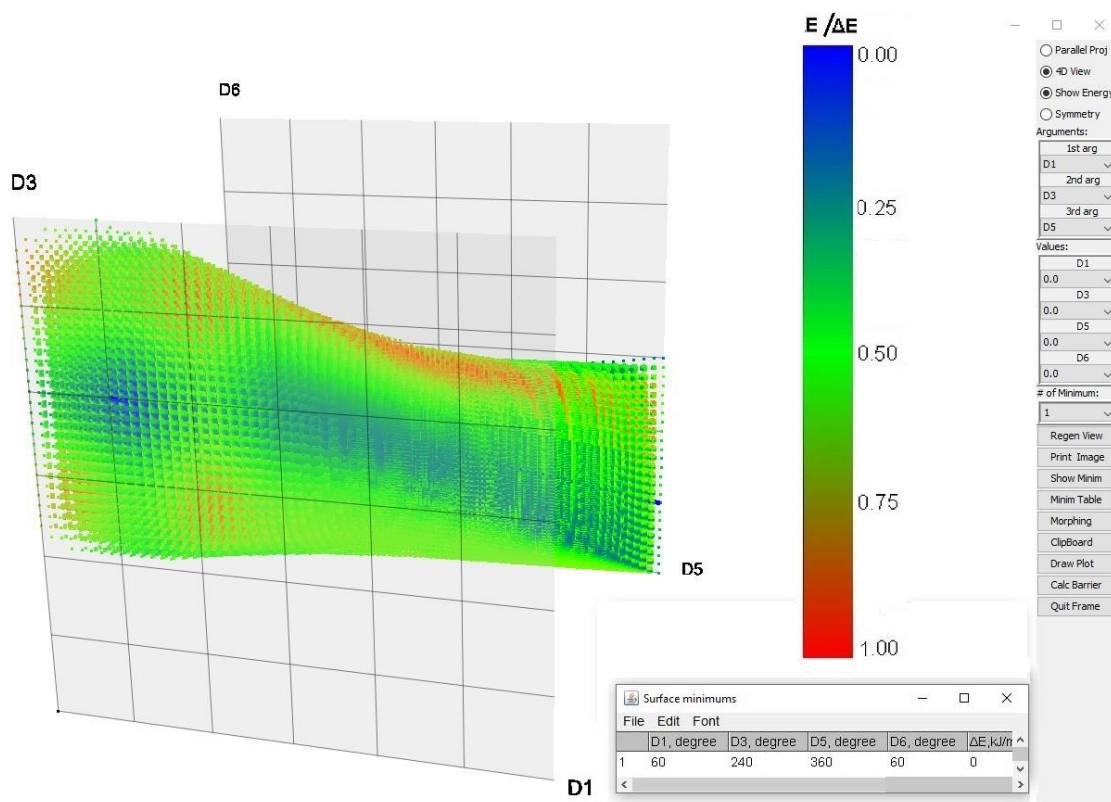 E /ΔE
0.00
0.25
0.50
0.75
1.00
D6
D3
D5
D1
Parallel Proj
4D View
Show Energy
Symmetry
Arguments:
1st arg
D1
2nd arg
D3
3rd arg
D5
Values:
D1
0.0
D3
0.0
D5
0.0
D6
0.0
# of Minimum:
1
Regen View
Print Image
Show Minim
Minim Table
Morphing
ClipBoard
Draw Plot
Calc Barrier
Quit Frame
Surface minimums
File Edit Font
D1, degree D3, degree D5, degree D6, degree ΔE,kJ/m
1 60 240 360 60 0